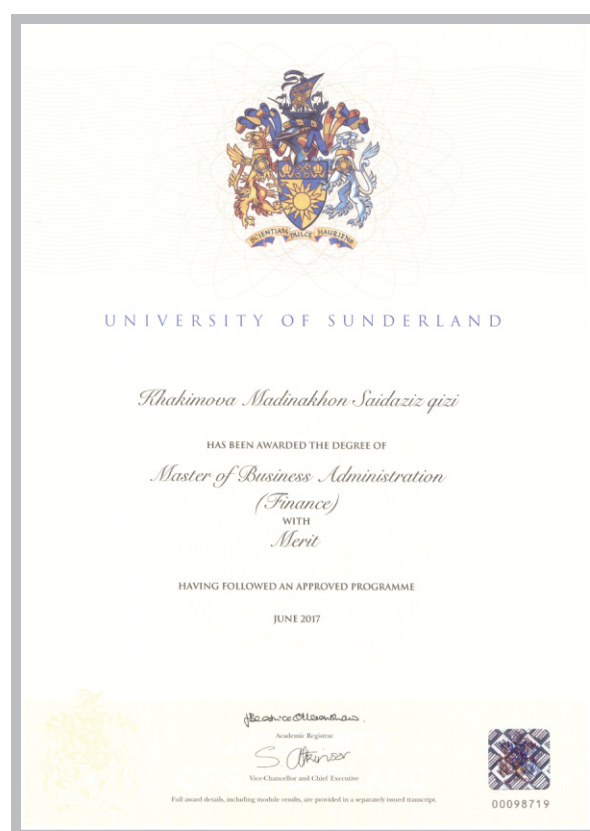 SCIENTIAM DULCE HAURIENS
UNIVERSITY OF SUNDERLAND
Khakimova Madinakhon Saidaziz qizi
HAS BEEN AWARDED THE DEGREE OF
Master of Business Administration
(Finance)
WITH
Merit
HAVING FOLLOWED AN APPROVED PROGRAMME
JUNE 2017
Academic Registrar
Vice-Chancellor and Chief Executive
Full award details, including module results, are provided in a separately issued transcript.
00098719